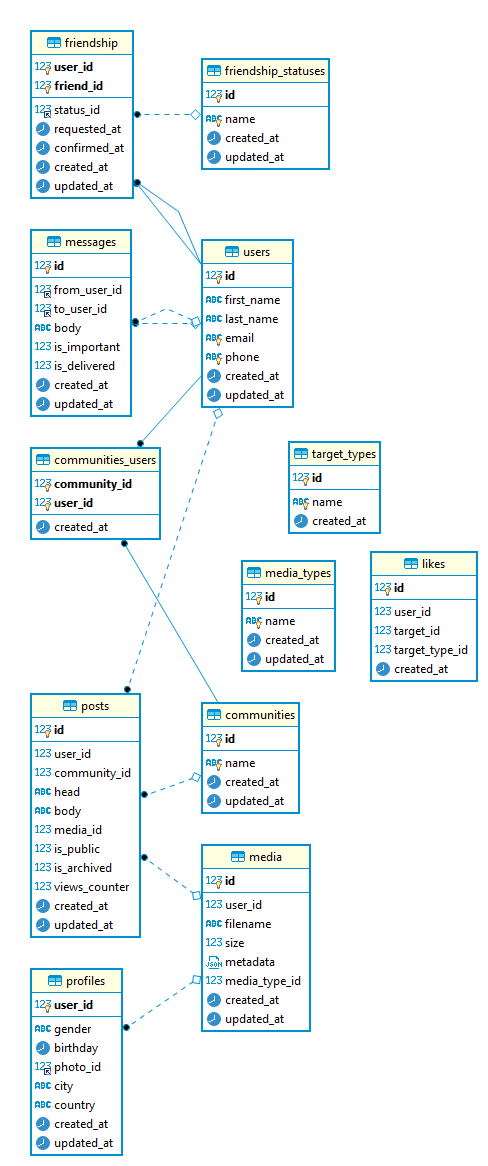 friendship
123 user_id
123 friend_id
123 status_id
requested_at
confirmed_at
created_at
updated_at
friendship_statuses
123 id
ABC name
created_at
updated_at
messages
123 id
123 from_user_id
123 to_user_id
ABC body
123 is_important
123 is_delivered
created_at
updated_at
users
123 id
ABC first_name
ABC last_name
ABC email
ABC phone
created_at
updated_at
communities_users
123 community_id
123 user_id
created_at
target_types
123 id
ABC name
created_at
media_types
123 id
ABC name
created_at
updated_at
likes
123 id
123 user_id
123 target_id
123 target_type_id
created_at
posts
123 id
123 user_id
123 community_id
ABC head
ABC body
123 media_id
123 is_public
123 is_archived
123 views_counter
created_at
updated_at
communities
123 id
ABC name
created_at
updated_at
media
123 id
123 user_id
ABC filename
123 size
JSON metadata
123 media_type_id
created_at
updated_at
profiles
123 user_id
ABC gender
birthday
123 photo_id
ABC city
ABC country
created_at
updated_at